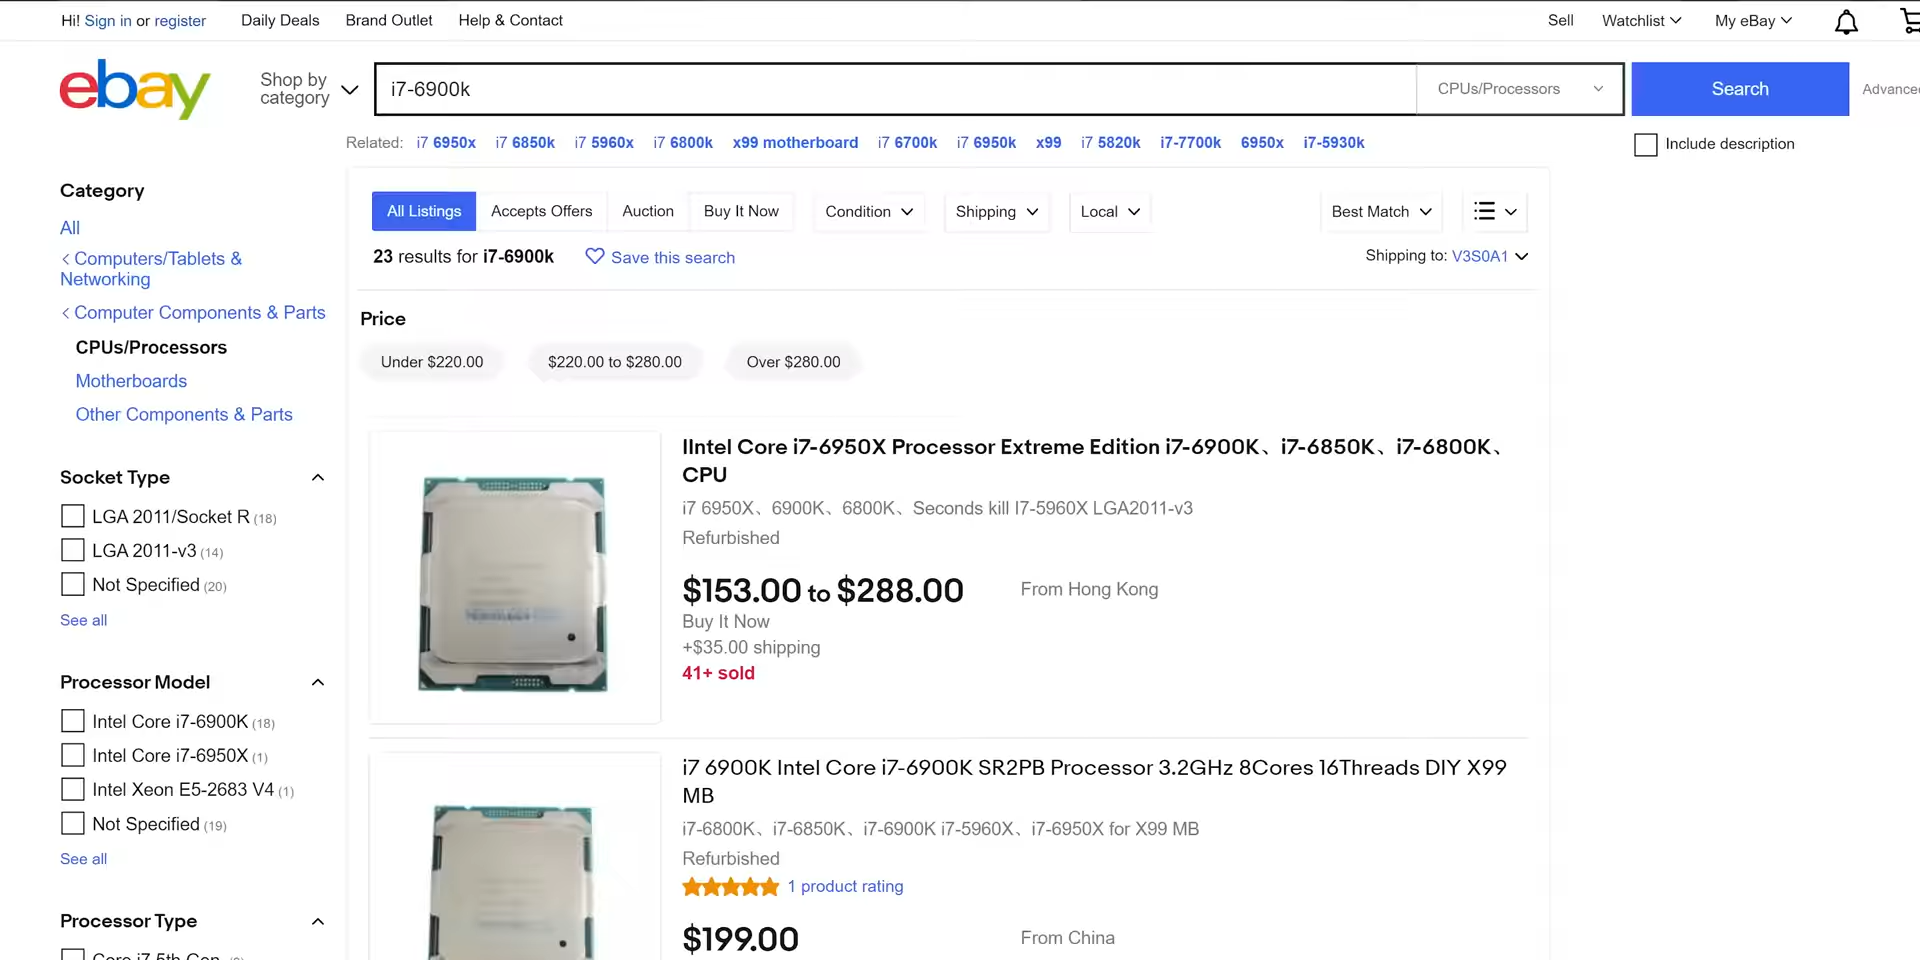 Hi! Sign in or register Daily Deals Brand Outlet Help & Contact Sell Watchlist My eBay
ebay
Shop by
category
i7-6900k CPUs/Processors Search
Related: i7 6950x i7 6850k i7 5960x i7 6800k x99 motherboard i7 6700k i7 6950k x99 i7 5820k i7-7700k 6950x i7-5930k Include description
Category
All
< Computers/Tablets &
Networking
< Computer Components & Parts
CPUs/Processors
Motherboards
Other Components & Parts
Socket Type
LGA 2011/Socket R (18)
LGA 2011-v3 (14)
Not Specified (20)
See all
Processor Model
Intel Core i7-6900K (18)
Intel Core i7-6950X (1)
Intel Xeon E5-2683 V4 (1)
Not Specified (19)
See all
Processor Type
All Listings Accepts Offers Auction Buy It Now Condition Shipping Local Best Match
23 results for i7-6900k Save this search Shipping to: V3S0A1
Price
Under $220.00 $220.00 to $280.00 Over $280.00
IIntel Core i7-6950X Processor Extreme Edition i7-6900K、i7-6850K、i7-6800K、
CPU
i7 6950X、6900K、6800K、Seconds kill I7-5960X LGA2011-v3
Refurbished
$153.00 to $288.00 From Hong Kong
Buy It Now
+$35.00 shipping
41+ sold
i7 6900K Intel Core i7-6900K SR2PB Processor 3.2GHz 8Cores 16Threads DIY X99
MB
i7-6800K、i7-6850K、i7-6900K i7-5960X、i7-6950X for X99 MB
Refurbished
1 product rating
$199.00 From China